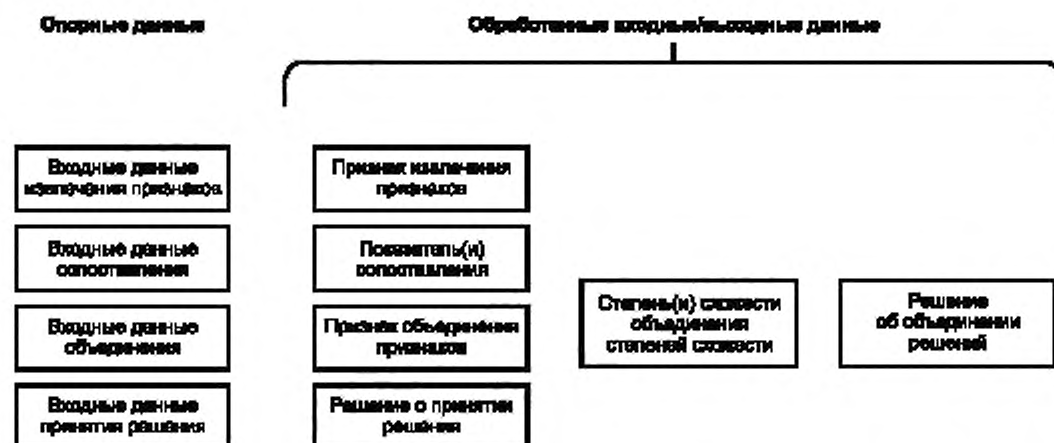 Опорные данные
Обработанные входные/выходные данные
Входные данные
извлечения признаков
Признак извлечения
признаков
Входные данные
сопоставления
Показатель(и)
сопоставления
Входные данные
объединения
Признак объединения
признаков
Степень(и) схожести
объединения
степеней схожести
Решение
об объединении
решений
Входные данные
принятия решения
Решение о принятии
решения